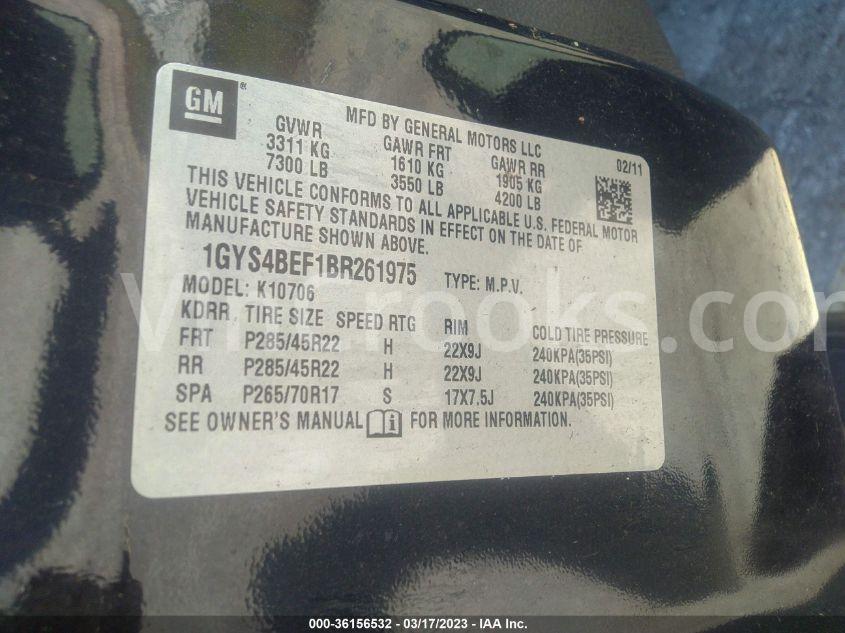 GM ®
MFD BY GENERAL MOTORS LLC
GVWR GAWR FRT GAWR RR 02/11
3311 KG 1610 KG 1905 KG
7300 LB 3550 LB 4200 LB
THIS VEHICLE CONFORMS TO ALL APPLICABLE U.S. FEDERAL MOTOR
VEHICLE SAFETY STANDARDS IN EFFECT ON THE DATE OF
MANUFACTURE SHOWN ABOVE.
1GYS4BEF1BR261975 TYPE: M.P.V.
MODEL: K10706
KDRR TIRE SIZE SPEED RTG RIM COLD TIRE PRESSURE
FRT P285/45R22 H 22X9J 240KPA(35PSI)
RR P285/45R22 H 22X9J 240KPA(35PSI)
SPA P265/70R17 S 17X7.5J 240KPA(35PSI)
SEE OWNER'S MANUAL FOR MORE INFORMATION.
000-36156532 - 03/17/2023 - IAA Inc.